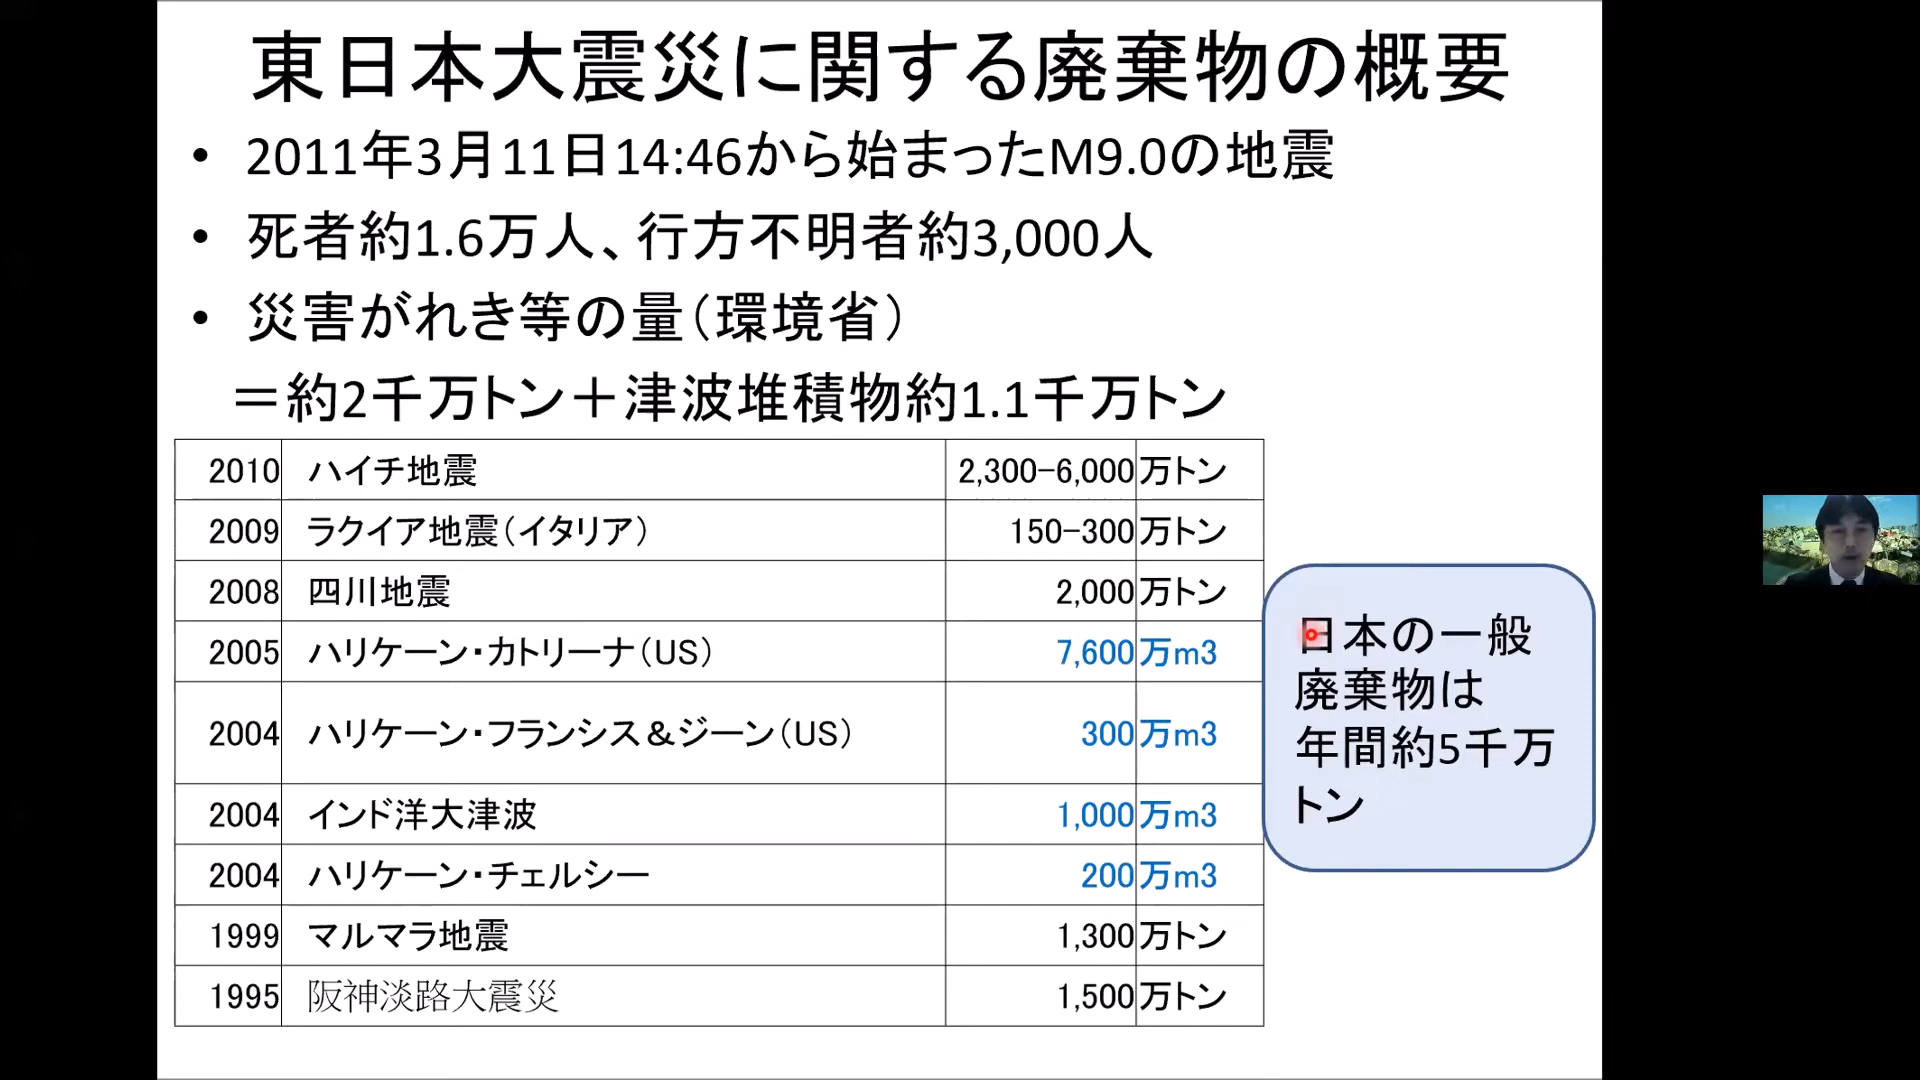 東日本大震災に関する廃棄物の概要
• 2011年3月11日14:46から始まったM9.0の地震
• 死者約1.6万人、行方不明者約3,000人
• 災害がれき等の量（環境省）
＝約2千万トン＋津波堆積物約1.1千万トン
2010 ハイチ地震 2,300−6,000 万トン
2009 ラクイア地震（イタリア） 150−300 万トン
2008 四川地震 2,000 万トン
2005 ハリケーン・カトリーナ（US） 7,600 万m3
2004 ハリケーン・フランシス＆ジーン（US） 300 万m3
2004 インド洋大津波 1,000 万m3
2004 ハリケーン・チェルシー 200 万m3
1999 マルマラ地震 1,300 万トン
1995 阪神淡路大震災 1,500 万トン
日本の一般
廃棄物は
年間約5千万
トン